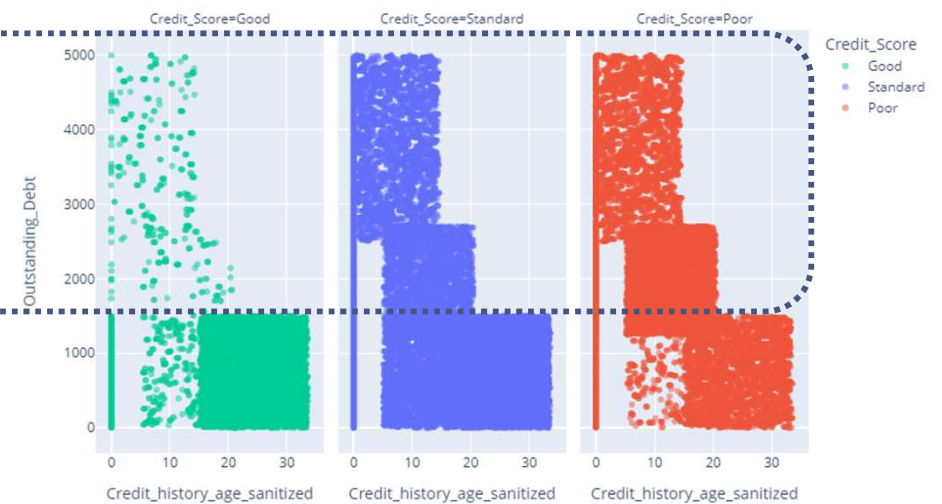 Credit_Score=Good
Credit_Score=Standard
Credit_Score=Poor
Credit_Score
Good
Standard
Poor
Outstanding_Debt
5000
4000
3000
2000
1000
0
0 10 20 30
0 10 20 30
0 10 20 30
Credit_history_age_sanitized
Credit_history_age_sanitized
Credit_history_age_sanitized